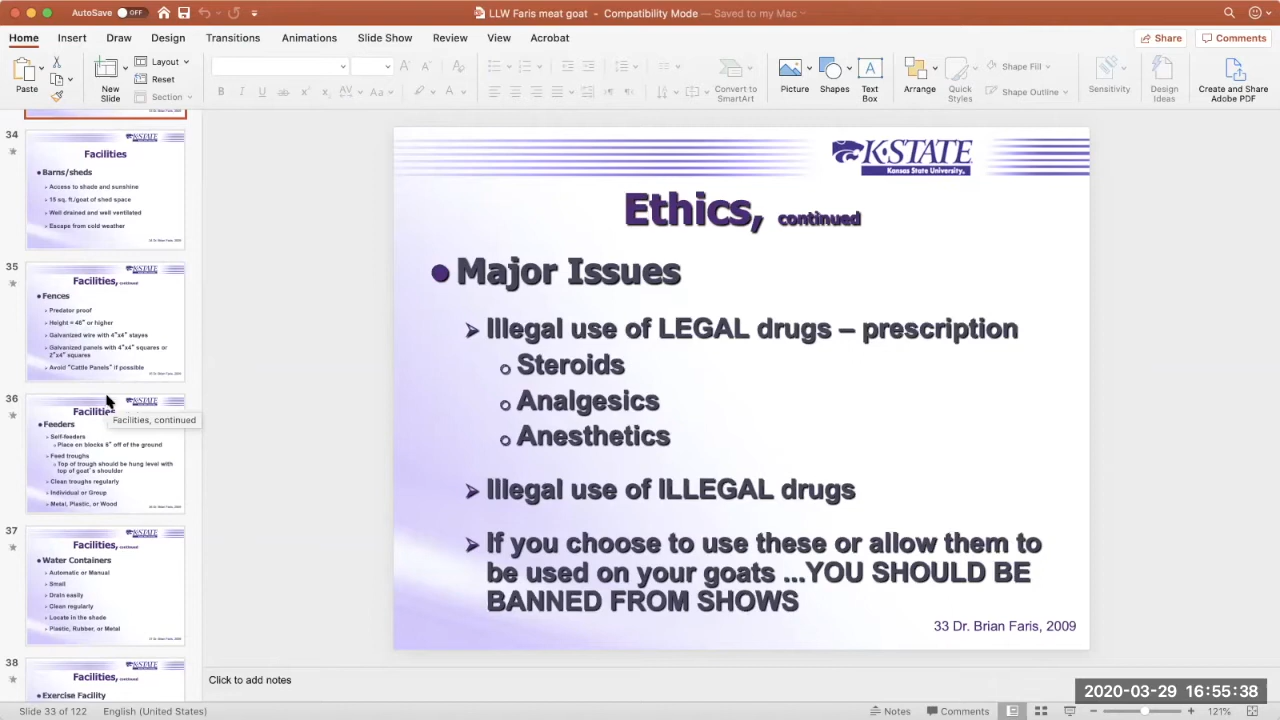 AutoSave OFF
LLW Faris meat goat - Compatibility Mode — Saved to my Mac
Home Insert Draw Design Transitions Animations Slide Show Review View Acrobat
Share Comments
Paste
New Slide
Layout
Reset
Section
Convert to SmartArt
Picture
Shapes
Text Box
Arrange
Quick Styles
Shape Fill
Shape Outline
Sensitivity
Design Ideas
Create and Share Adobe PDF
34
Facilities
Barns/sheds
Access to shade and sunshine
15 sq. ft./goat of shed space
Well drained and well ventilated
Escape from cold weather
35
Facilities, continued
Fences
Predator proof
Height = 46" or higher
Galvanized wire with 4"x4" stayes
Galvanized panels with 4"x4" squares or
2"x4" squares
Avoid "Cattle Panels" if possible
36
Facilities
Facilities, continued
Feeders
Self-feeders
Place on blocks 6" off of the ground
Feed troughs
Top of trough should be hung level with
top of goat's shoulder
Clean troughs regularly
Individual or Group
Metal, Plastic, or Wood
37
Facilities, continued
Water Containers
Automatic or Manual
Small
Drain easily
Clean regularly
Locate in the shade
Plastic, Rubber, or Metal
38
Facilities, continued
Exercise Facility
K-STATE
Kansas State University
Ethics, continued
Major Issues
Illegal use of LEGAL drugs – prescription
Steroids
Analgesics
Anesthetics
Illegal use of ILLEGAL drugs
If you choose to use these or allow them to
be used on your goats ...YOU SHOULD BE
BANNED FROM SHOWS
33 Dr. Brian Faris, 2009
Click to add notes
2020-03-29 16:55:38
Slide 33 of 122 English (United States)
Notes Comments 121%